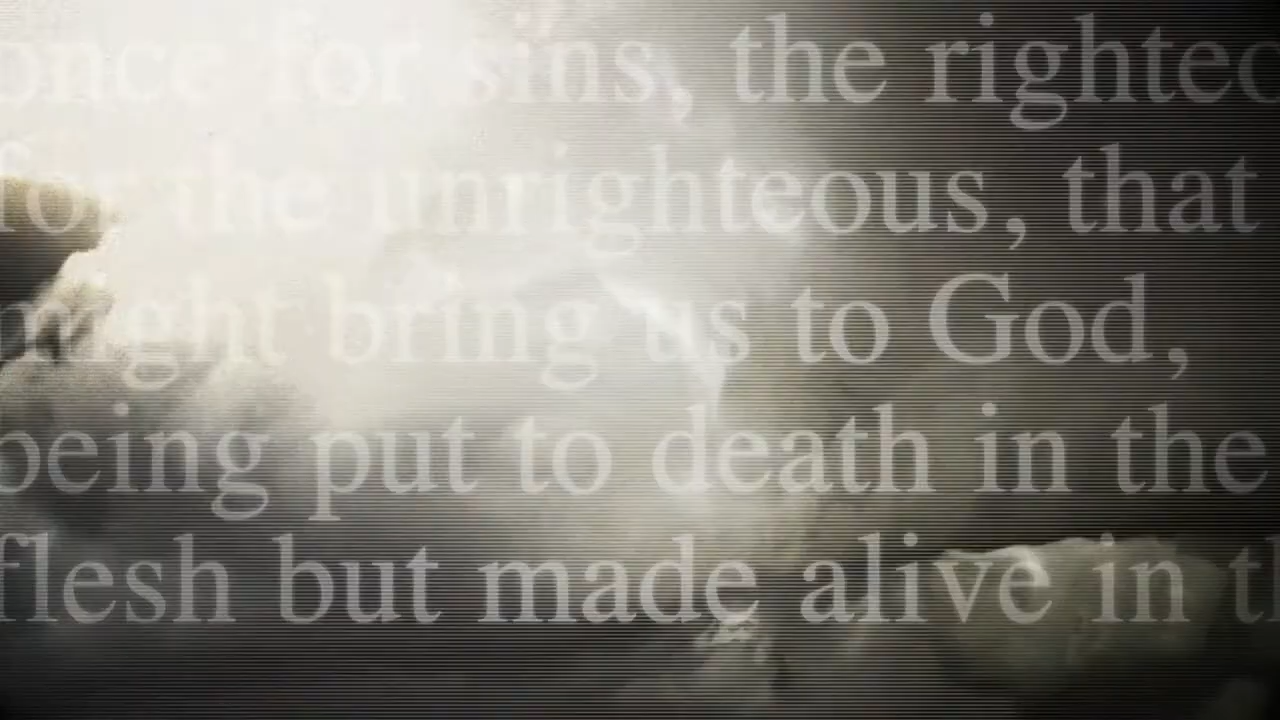 once for sins, the righteo
for the unrighteous, that
might bring us to God,
being put to death in the
flesh but made alive in th